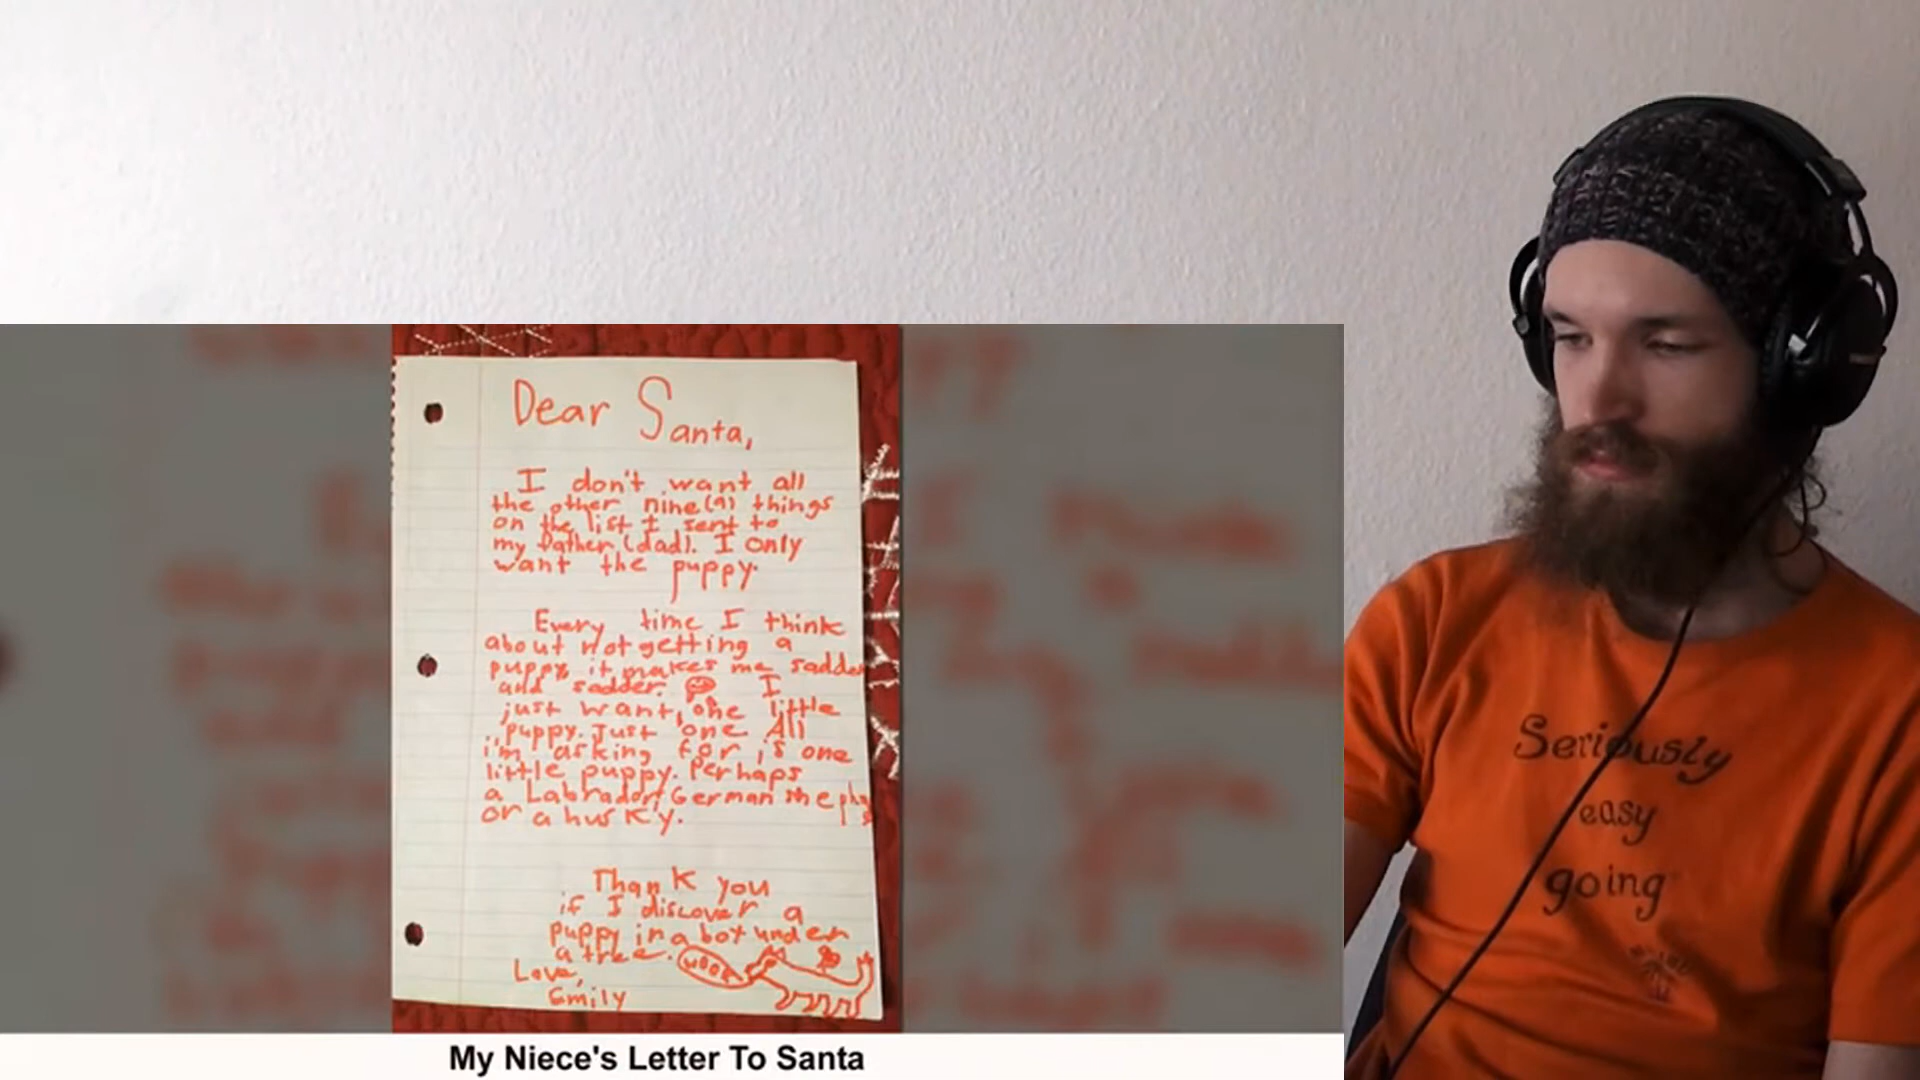 Dear Santa,
I don't want all
the other nine(9) things
on the list I sent to
my father (dad). I only
want the puppy.
Every time I think
about not getting a
puppy, it makes me sadder
and sadder. I
just want, one little
puppy. Just one All
i'm asking for is one
little puppy. Perhaps
a Labrador, German
or a husky.
Thank you
if I discover a
puppy in a box under
a tree.
WOOF
Love,
Emily
My Niece's Letter To Santa
Seriously
easy
going